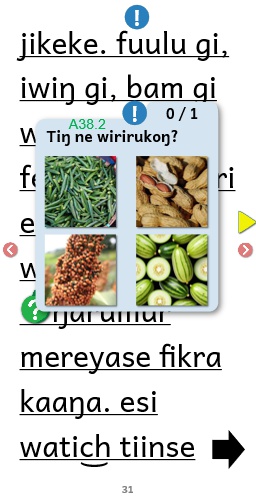 jikeke. fuulu gi,
iwiŋ gi, bam gi
0 / 1
A38.2
Tiŋ ne wirirukoŋ?
mereyase fikra
kaaŋa. esi
watich tiinse
31